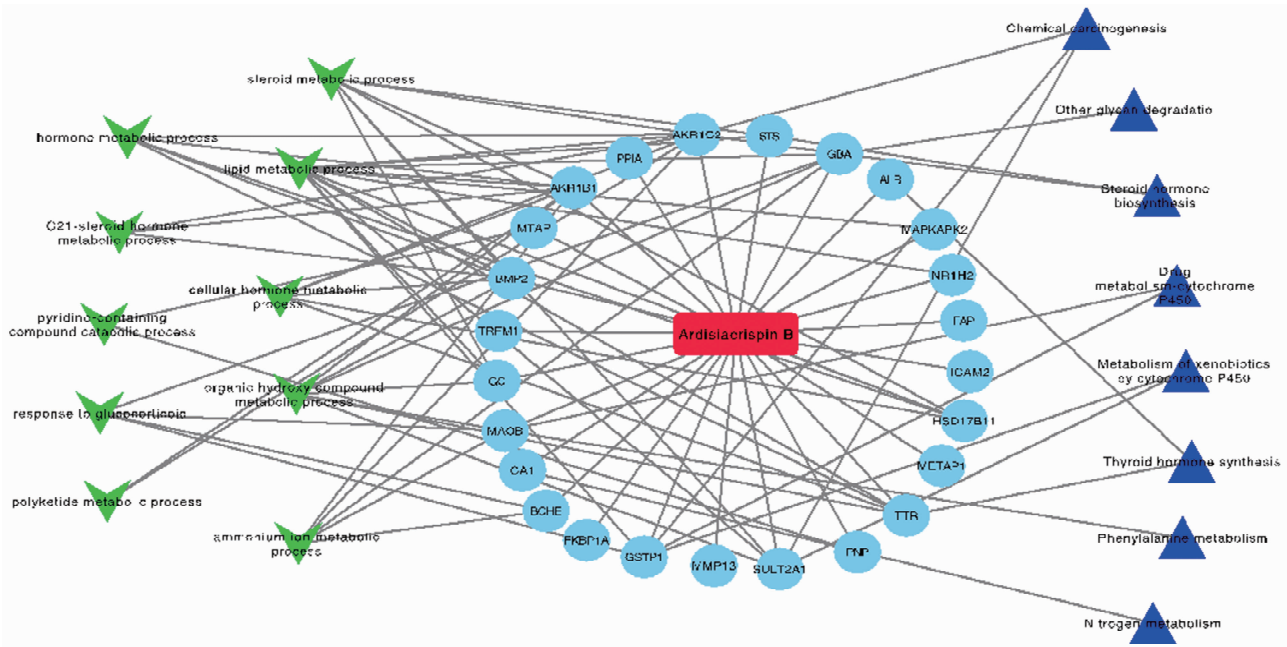 Chemical carcinogenesis
steroid metabolic process
Other glycan degradatio
hormone metabolic process
AKR1C2
STS
PPIA
GBA
lipid metabolic process
ALB
AKR1B1
Steroid hormone
biosynthesis
C21-steroid hormone
metabolic process
MTAP
MAPKAPK2
BMP2
NR1H2
Drug
metabolism-cytochrome
P450
cellular hormone metabolic
process
pyridine-containing
compound catabolic process
TREM1
FAP
Ardisiacrispin B
Metabolism of xenobiotics
by cytochrome P450
ICAM2
GC
organic hydroxy compound
metabolic process
response to
MAOB
HSD17B11
CA1
METAP1
Thyroid hormone synthesis
polyketide metabolic process
BCHE
TTR
ammonium ion metabolic
process
FKBP1A
GSTP1
MMP13
SULT2A1
PNP
Phenylalanine metabolism
Nitrogen metabolism